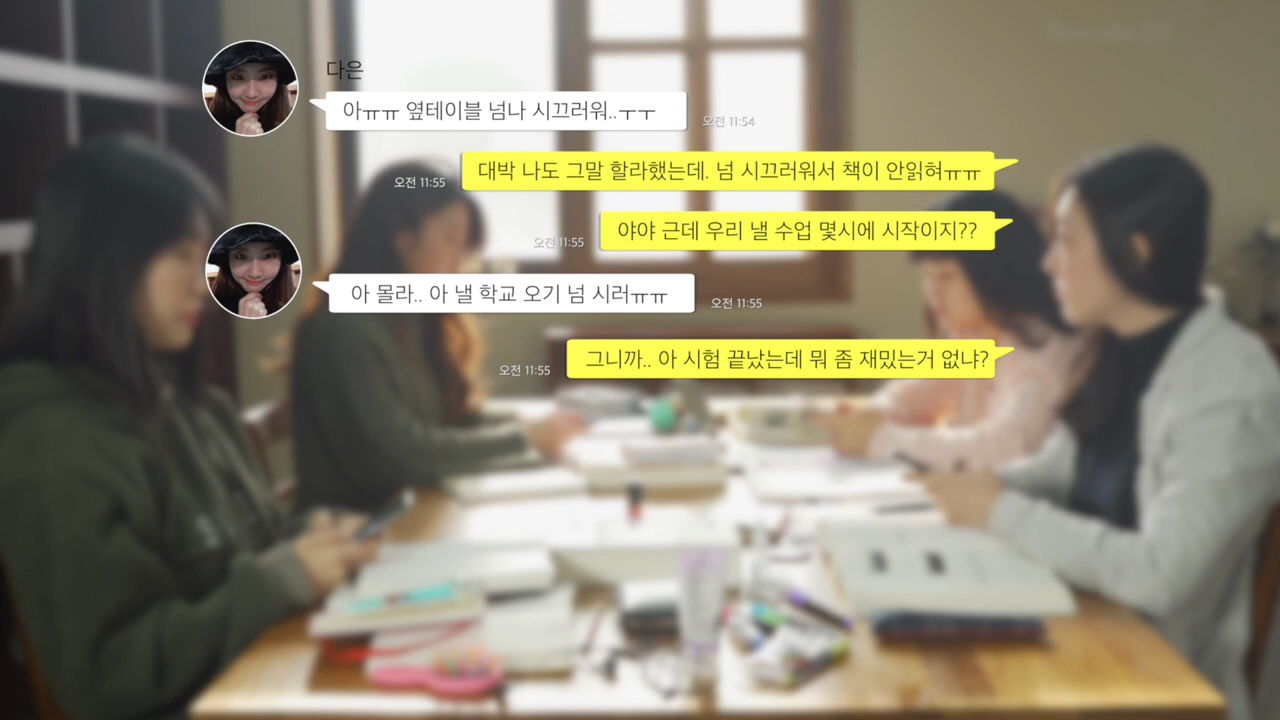 다은
아ㅠㅠ 옆테이블 넘나 시끄러워..ㅜㅜ
오전 11:54
대박 나도 그말 할라했는데. 넘 시끄러워서 책이 안읽혀ㅠㅠ
오전 11:55
야야 근데 우리 낼 수업 몇시에 시작이지??
오전 11:55
아 몰라.. 아 낼 학교 오기 넘 시러ㅠㅠ
오전 11:55
그니까.. 아 시험 끝났는데 뭐 좀 재밌는거 없냐?
오전 11:55